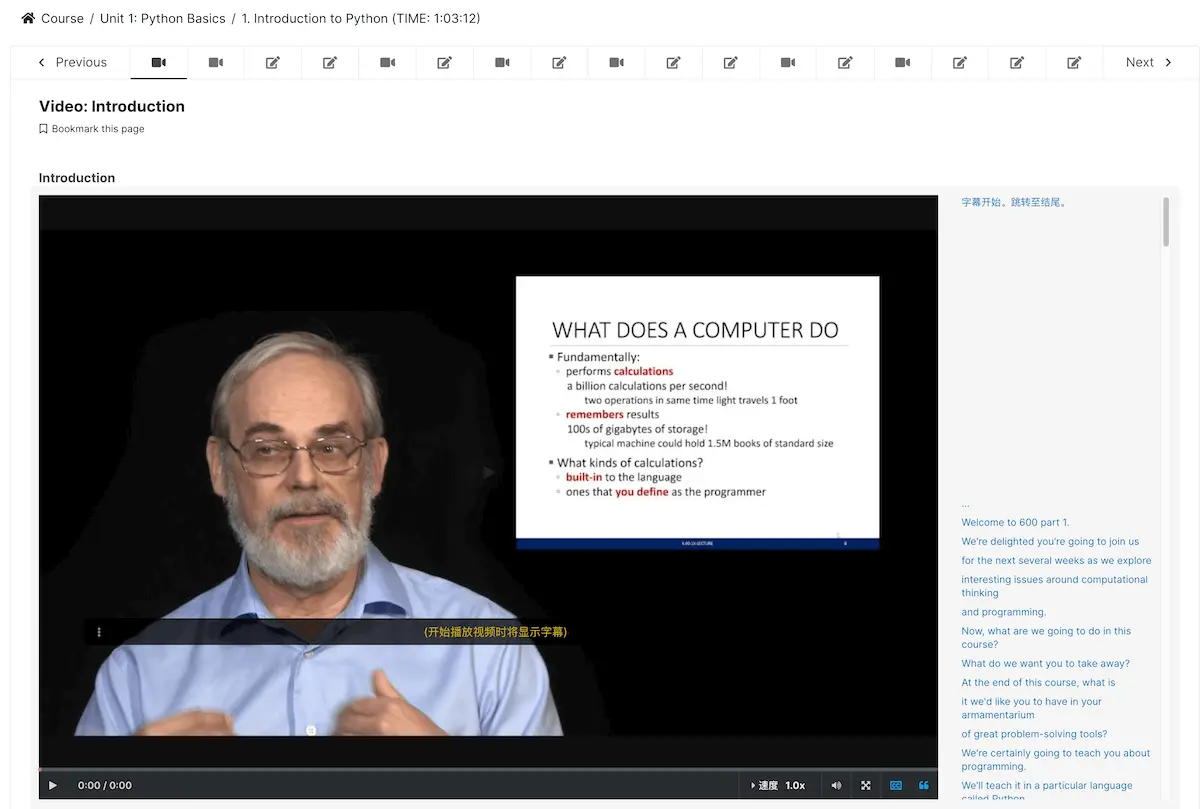 Course / Unit 1: Python Basics / 1. Introduction to Python (TIME: 1:03:12)
Previous
Next
Video: Introduction
Bookmark this page
Introduction
WHAT DOES A COMPUTER DO
Fundamentally:
performs calculations
a billion calculations per second!
two operations in same time light travels 1 foot
remembers results
100s of gigabytes of storage!
typical machine could hold 1.5M books of standard size
What kinds of calculations?
built-in to the language
ones that you define as the programmer
(开始播放视频时将显示字幕)
0:00 / 0:00
速度 1.0x
字幕开始。跳转至结尾。
...
Welcome to 600 part 1.
We're delighted you're going to join us
for the next several weeks as we explore
interesting issues around computational
thinking
and programming.
Now, what are we going to do in this
course?
What do we want you to take away?
At the end of this course, what is
it we'd like you to have in your
armamentarium
of great problem-solving tools?
We're certainly going to teach you about
programming.
We'll teach it in a particular language
called Python